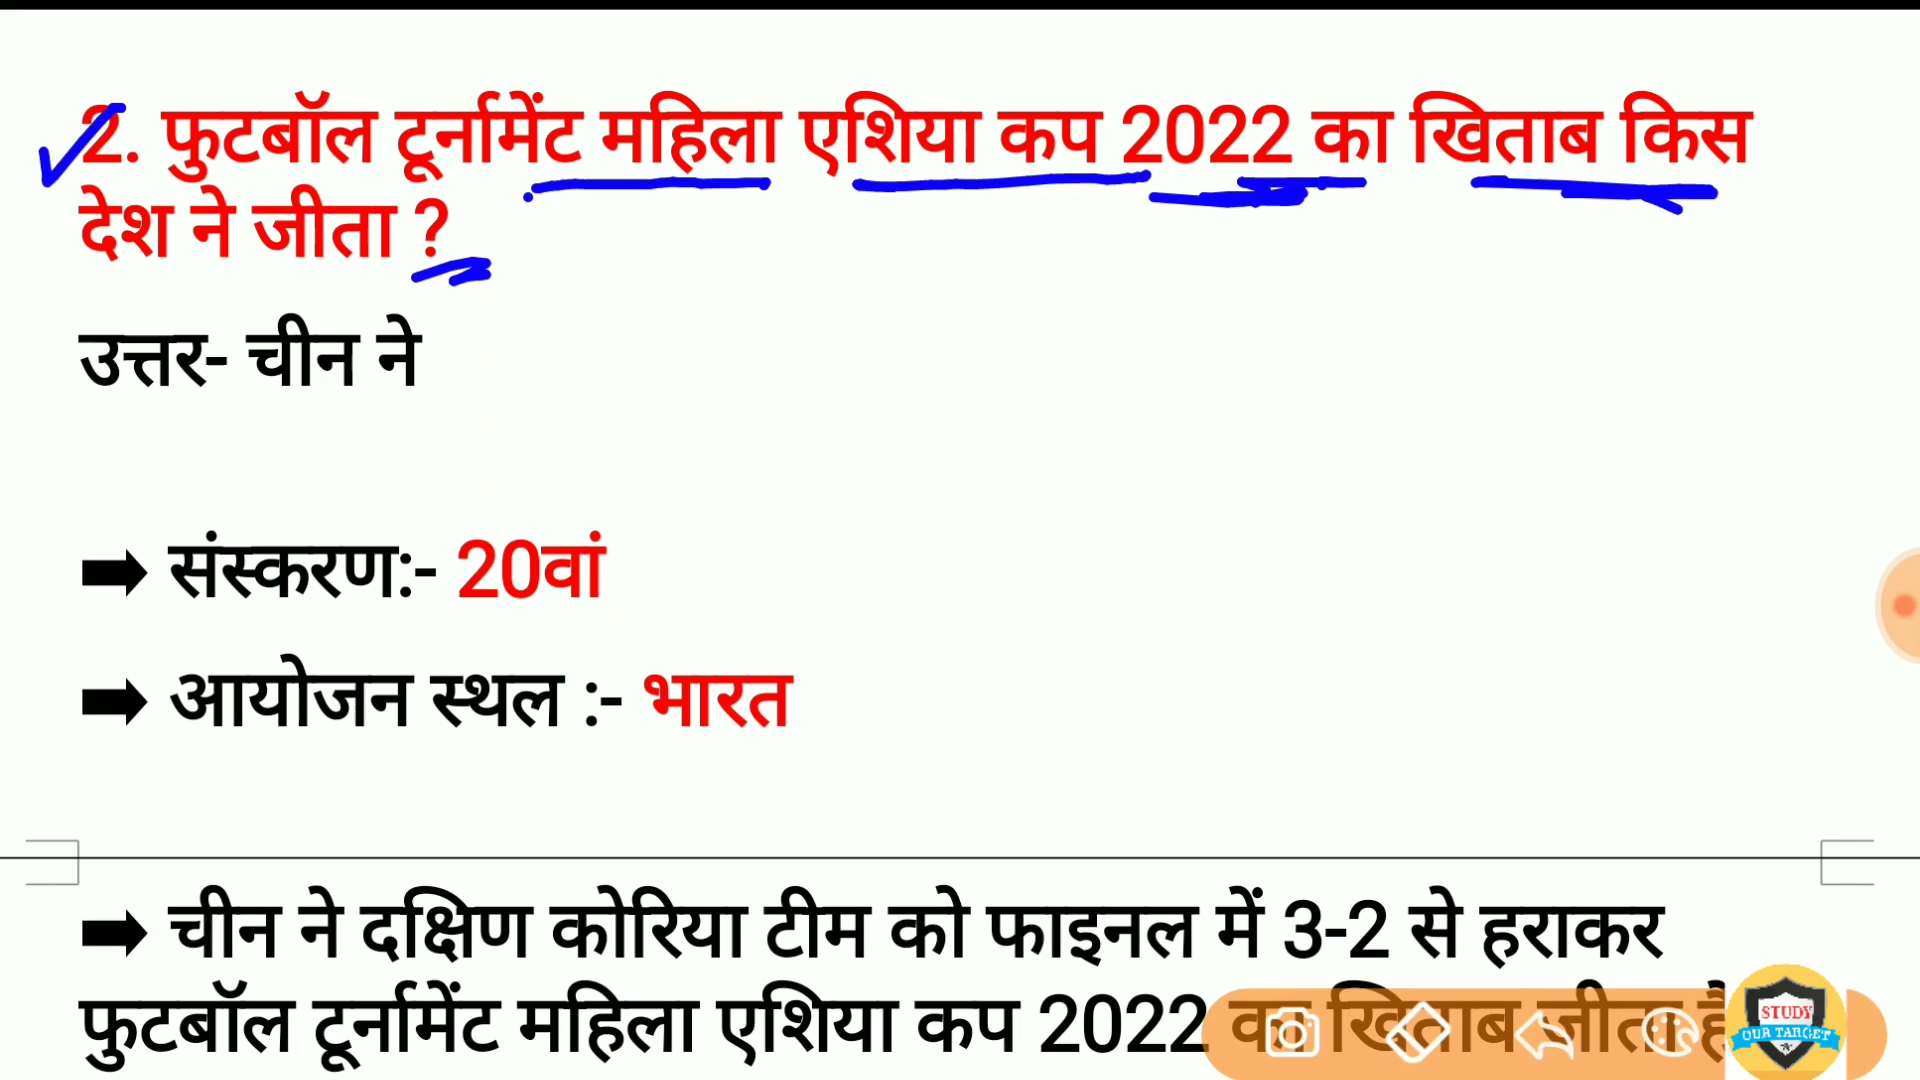 2. फुटबॉल टूर्नामेंट महिला एशिया कप 2022 का खिताब किस
देश ने जीता ?
उत्तर- चीन ने
➡ संस्करण:- 20वां
➡ आयोजन स्थल :- भारत
➡ चीन ने दक्षिण कोरिया टीम को फाइनल में 3-2 से हराकर
फुटबॉल टूर्नामेंट महिला एशिया कप 2022 का खिताब जीता है
STUDY
OUR TARGET